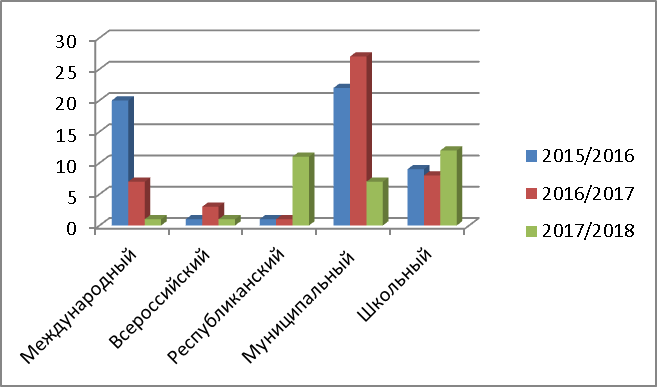 30
25
20
15
10
5
0
Международный
Всероссийский
Республиканский
Муниципальный
Школьный
2015/2016
2016/2017
2017/2018